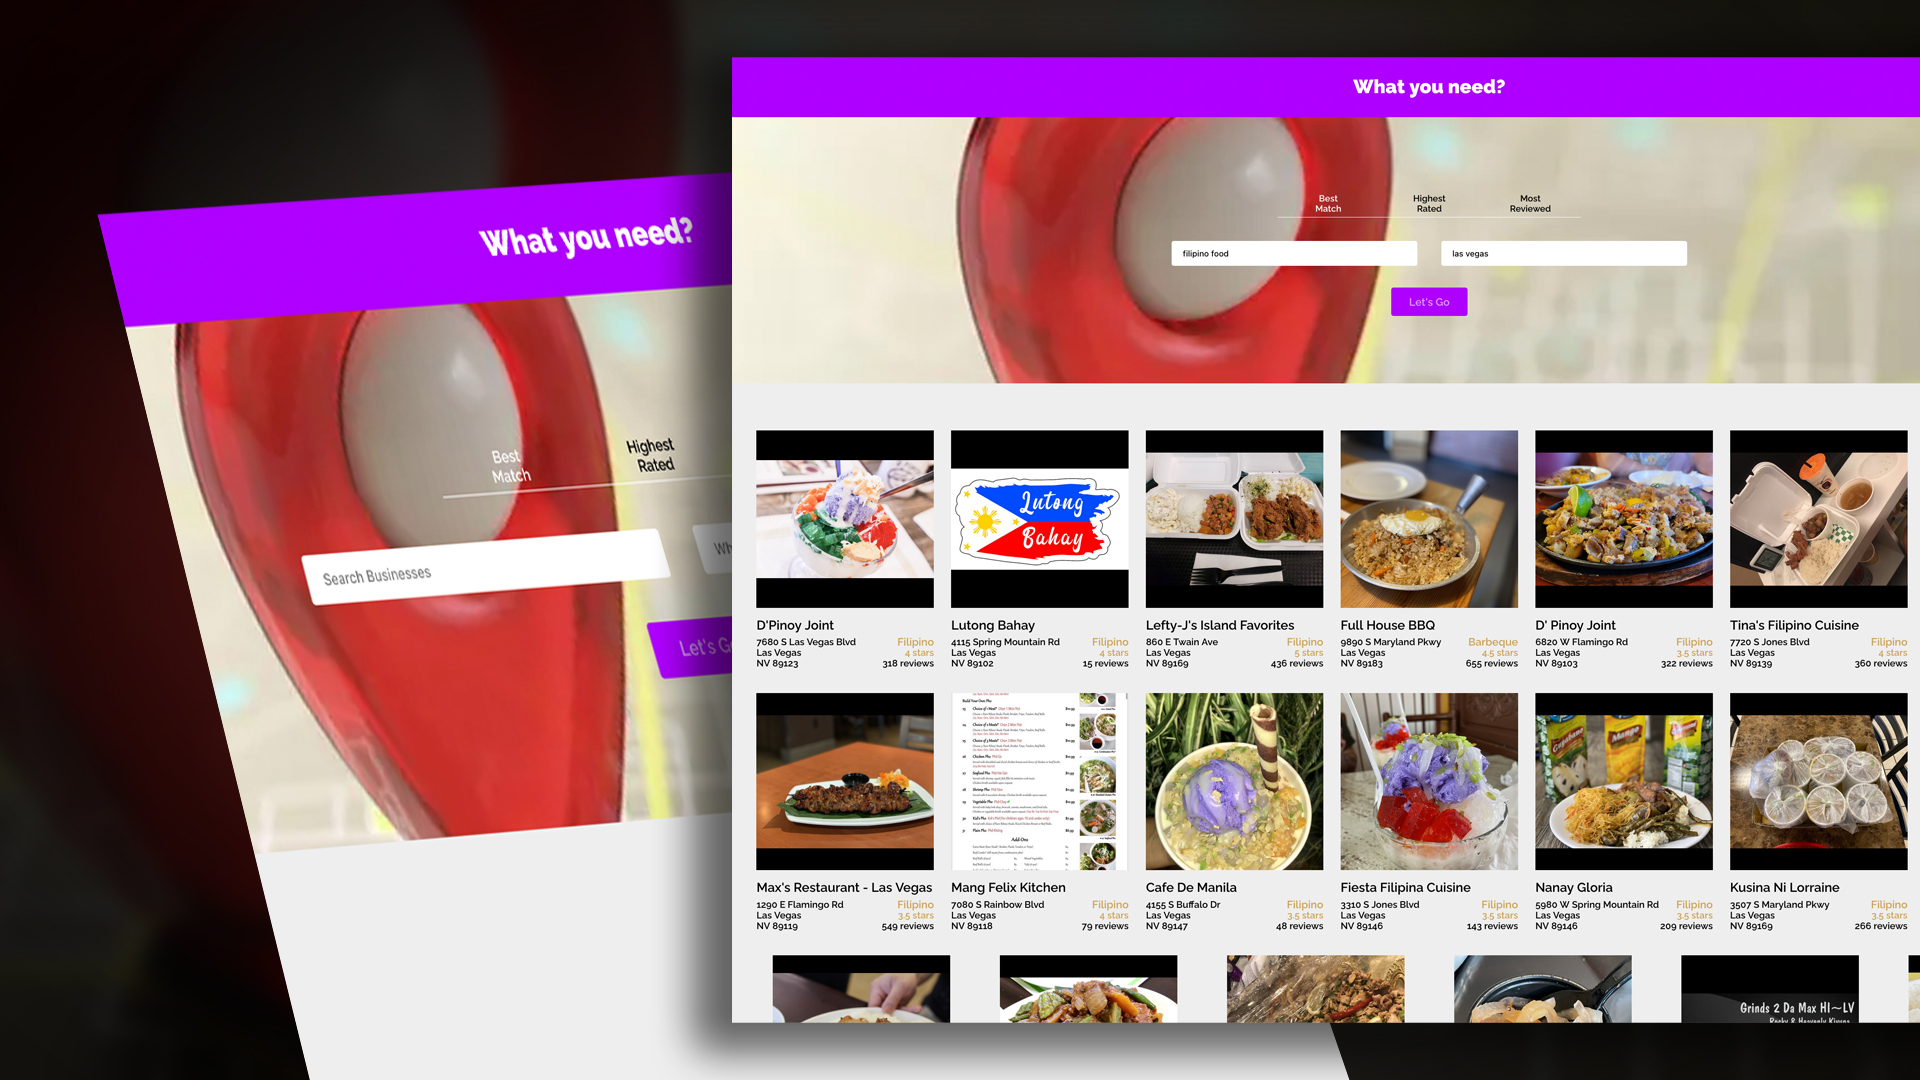 What you need?
Best
Match
Highest
Rated
Search Businesses
Wh
Let's G
What you need?
Best
Match
Highest
Rated
Most
Reviewed
filipino food
las vegas
Let's Go
Lutong
Bahay
D'Pinoy Joint
7680 S Las Vegas Blvd Filipino
Las Vegas 4 stars
NV 89123 318 reviews
Lutong Bahay
4115 Spring Mountain Rd Filipino
Las Vegas 4 stars
NV 89102 15 reviews
Lefty-J's Island Favorites
860 E Twain Ave Filipino
Las Vegas 5 stars
NV 89169 436 reviews
Full House BBQ
9890 S Maryland Pkwy Barbeque
Las Vegas 4.5 stars
NV 89183 655 reviews
D' Pinoy Joint
6820 W Flamingo Rd Filipino
Las Vegas 3.5 stars
NV 89103 322 reviews
Tina's Filipino Cuisine
7720 S Jones Blvd Filipino
Las Vegas 4 stars
NV 89139 360 reviews
Guyabano
Mango
Max's Restaurant - Las Vegas
1290 E Flamingo Rd Filipino
Las Vegas 3.5 stars
NV 89119 549 reviews
Mang Felix Kitchen
7080 S Rainbow Blvd Filipino
Las Vegas 4 stars
NV 89118 79 reviews
Cafe De Manila
4155 S Buffalo Dr Filipino
Las Vegas 3.5 stars
NV 89147 48 reviews
Fiesta Filipina Cuisine
3310 S Jones Blvd Filipino
Las Vegas 3.5 stars
NV 89146 143 reviews
Nanay Gloria
5980 W Spring Mountain Rd Filipino
Las Vegas 3.5 stars
NV 89146 209 reviews
Kusina Ni Lorraine
3507 S Maryland Pkwy Filipino
Las Vegas 3.5 stars
NV 89169 266 reviews
Grinds 2 Da Max HI~LV